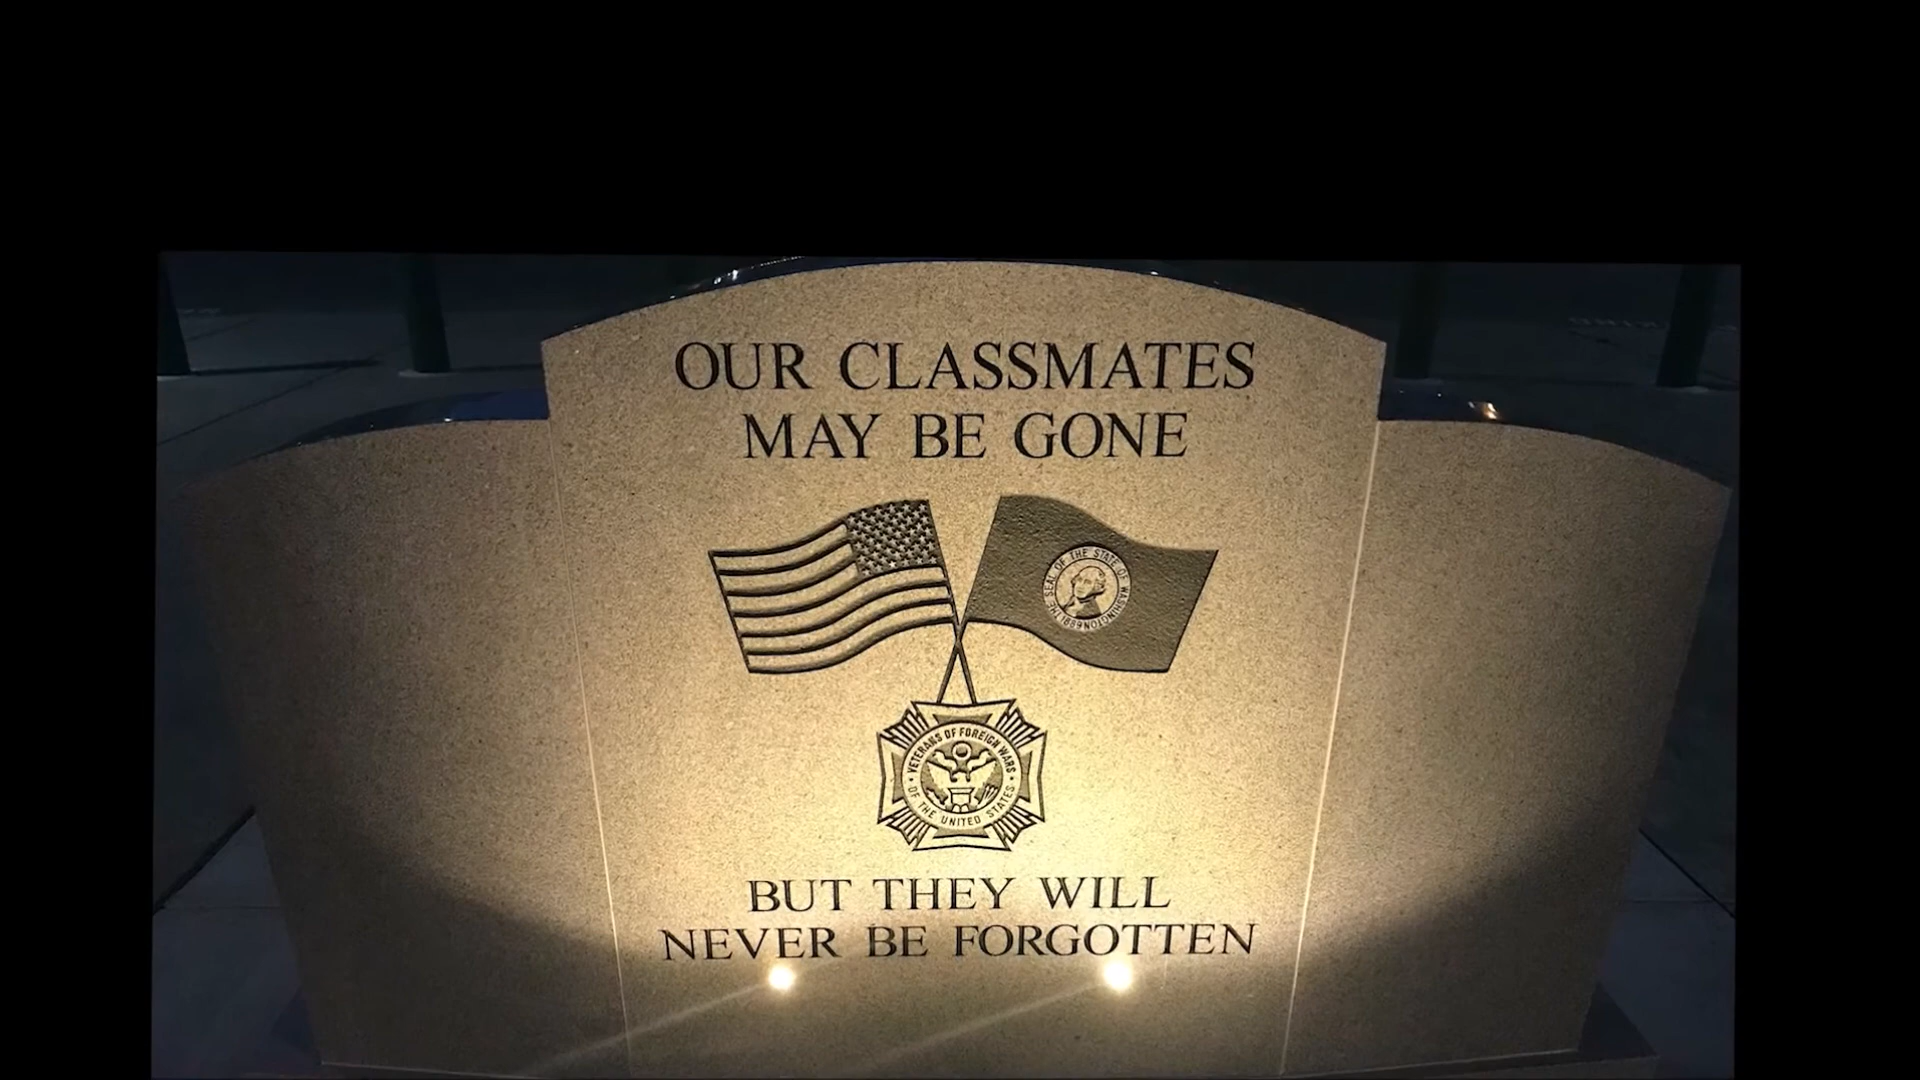 OUR CLASSMATES
MAY BE GONE
THE SEAL OF THE STATE OF WASHINGTON
1889
VETERANS OF FOREIGN WARS
OF THE UNITED STATES
BUT THEY WILL
NEVER BE FORGOTTEN